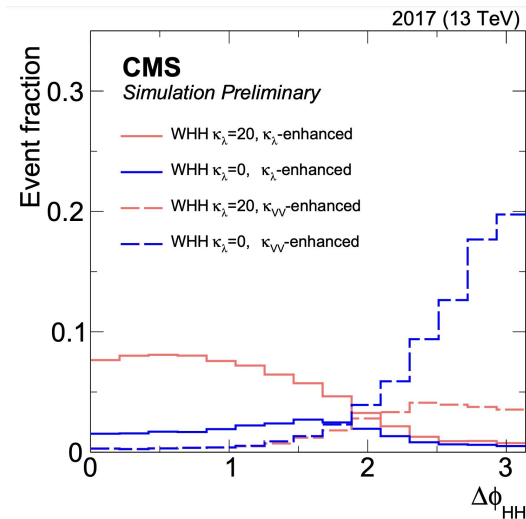 2017 (13 TeV)
CMS
Simulation Preliminary
WHH κλ=20, κλ-enhanced
WHH κλ=0, κλ-enhanced
WHH κλ=20, κVV-enhanced
WHH κλ=0, κVV-enhanced
Event fraction
0.3
0.2
0.1
0
0 1 2 3
ΔϕHH